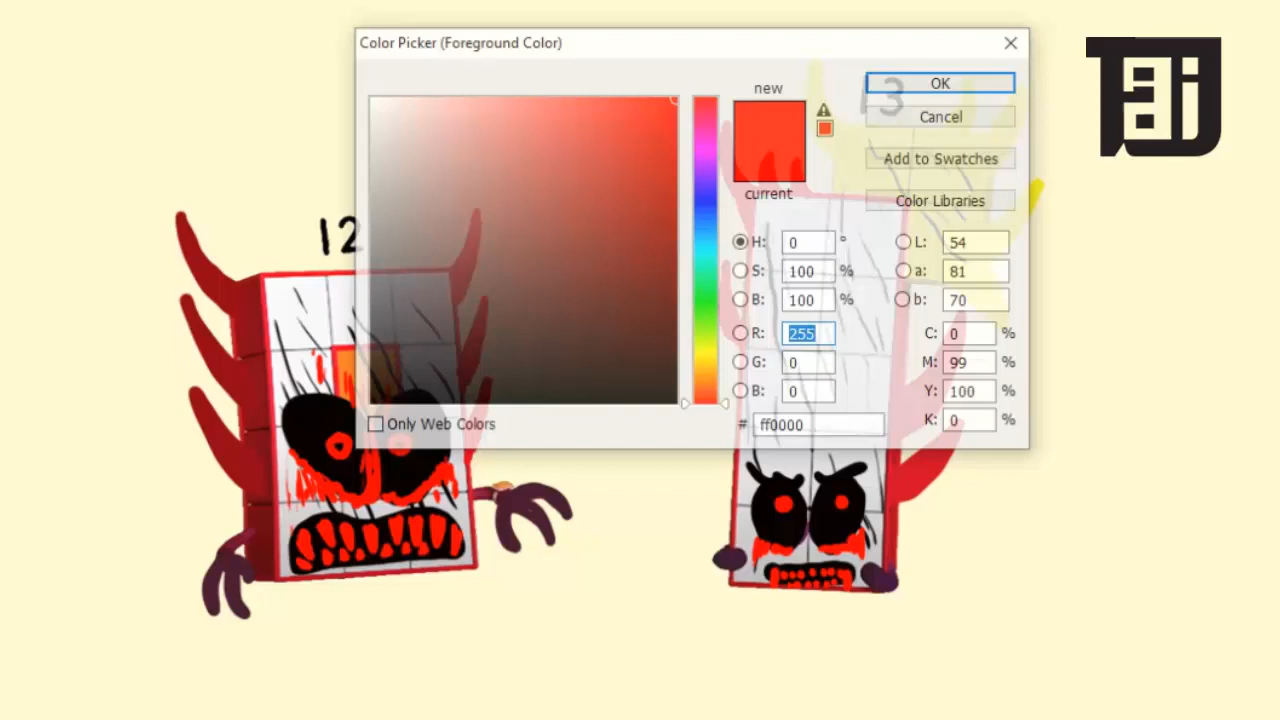 Color Picker (Foreground Color)
new
current
OK
Cancel
Add to Swatches
Color Libraries
H: 0 °
S: 100 %
B: 100 %
R: 255
G: 0
B: 0
L: 54
a: 81
b: 70
C: 0 %
M: 99 %
Y: 100 %
K: 0 %
# ff0000
Only Web Colors
12
13